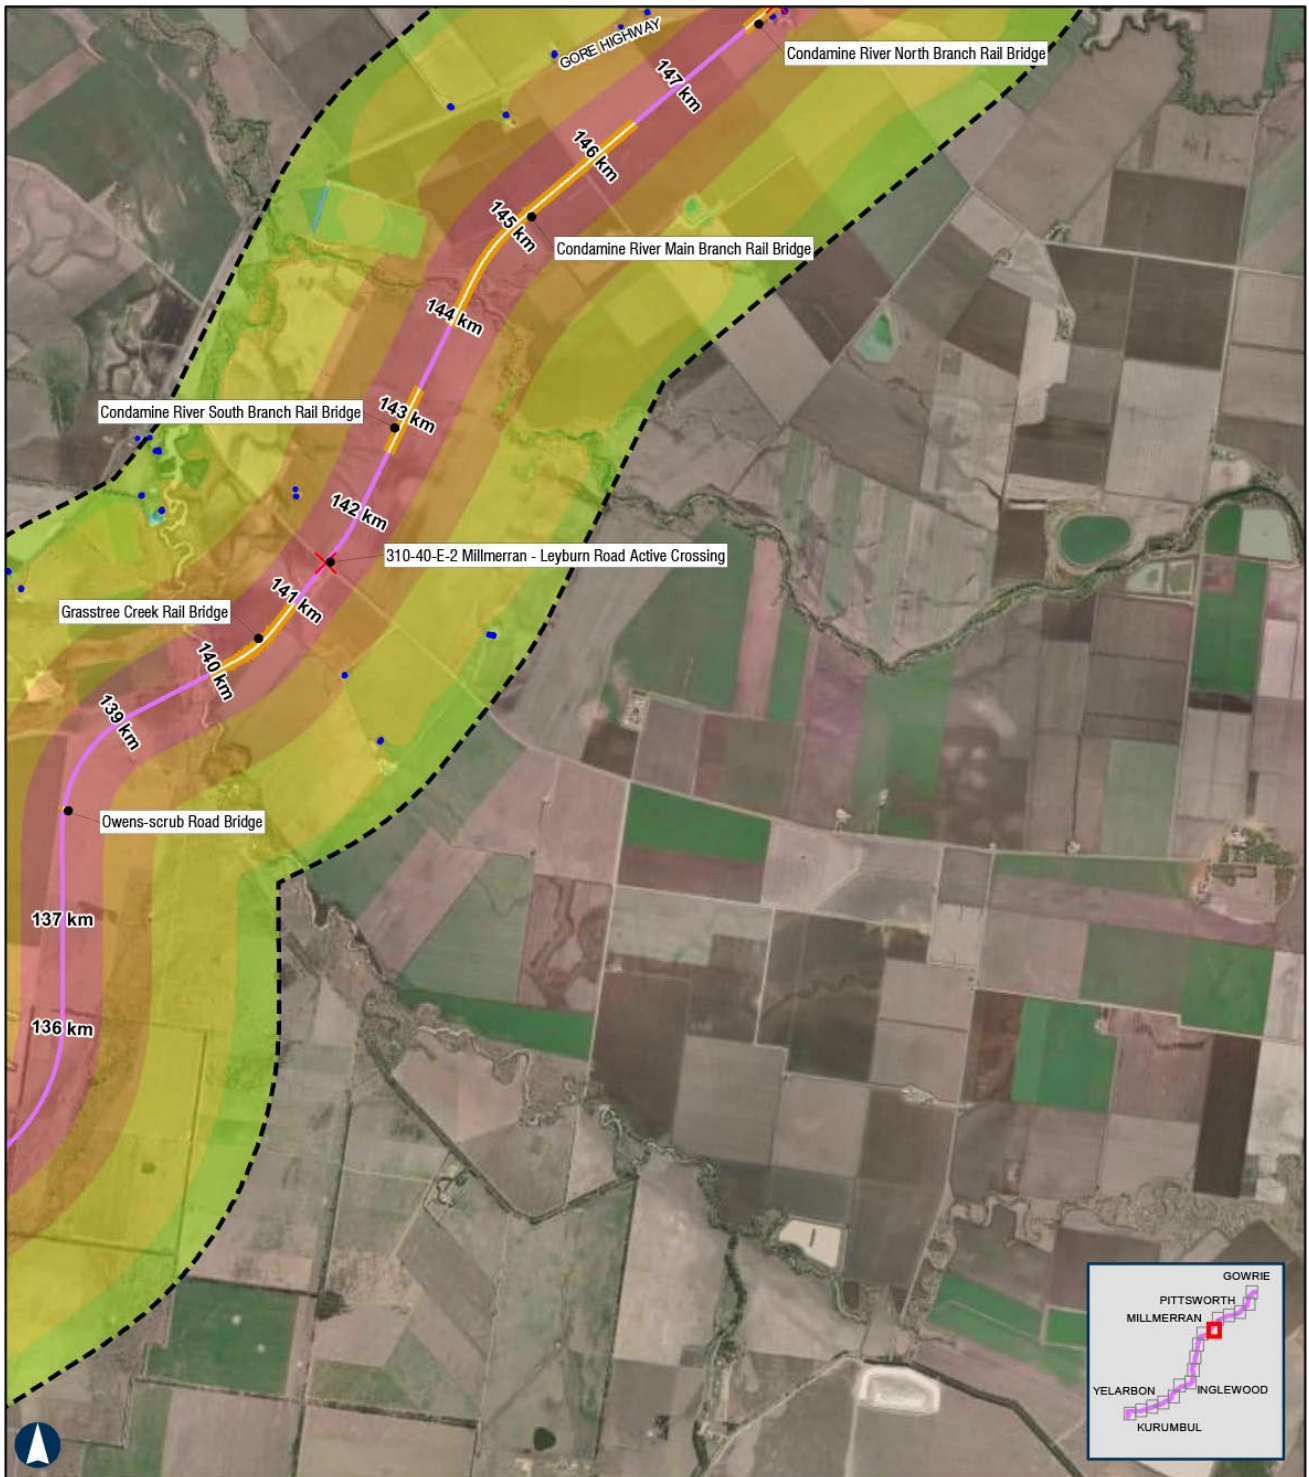 GORE HIGHWAY
Condamine River North Branch Rail Bridge
147 km
146 km
145 km
Condamine River Main Branch Rail Bridge
144 km
Condamine River South Branch Rail Bridge
143 km
142 km
310-40-E-2 Millmerran - Leyburn Road Active Crossing
141 km
Grasstree Creek Rail Bridge
140 km
139 km
Owens-scrub Road Bridge
137 km
136 km
GOWRIE
PITTSWORTH
MILLMERRAN
YELARBON
INGLEWOOD
KURUMBUL